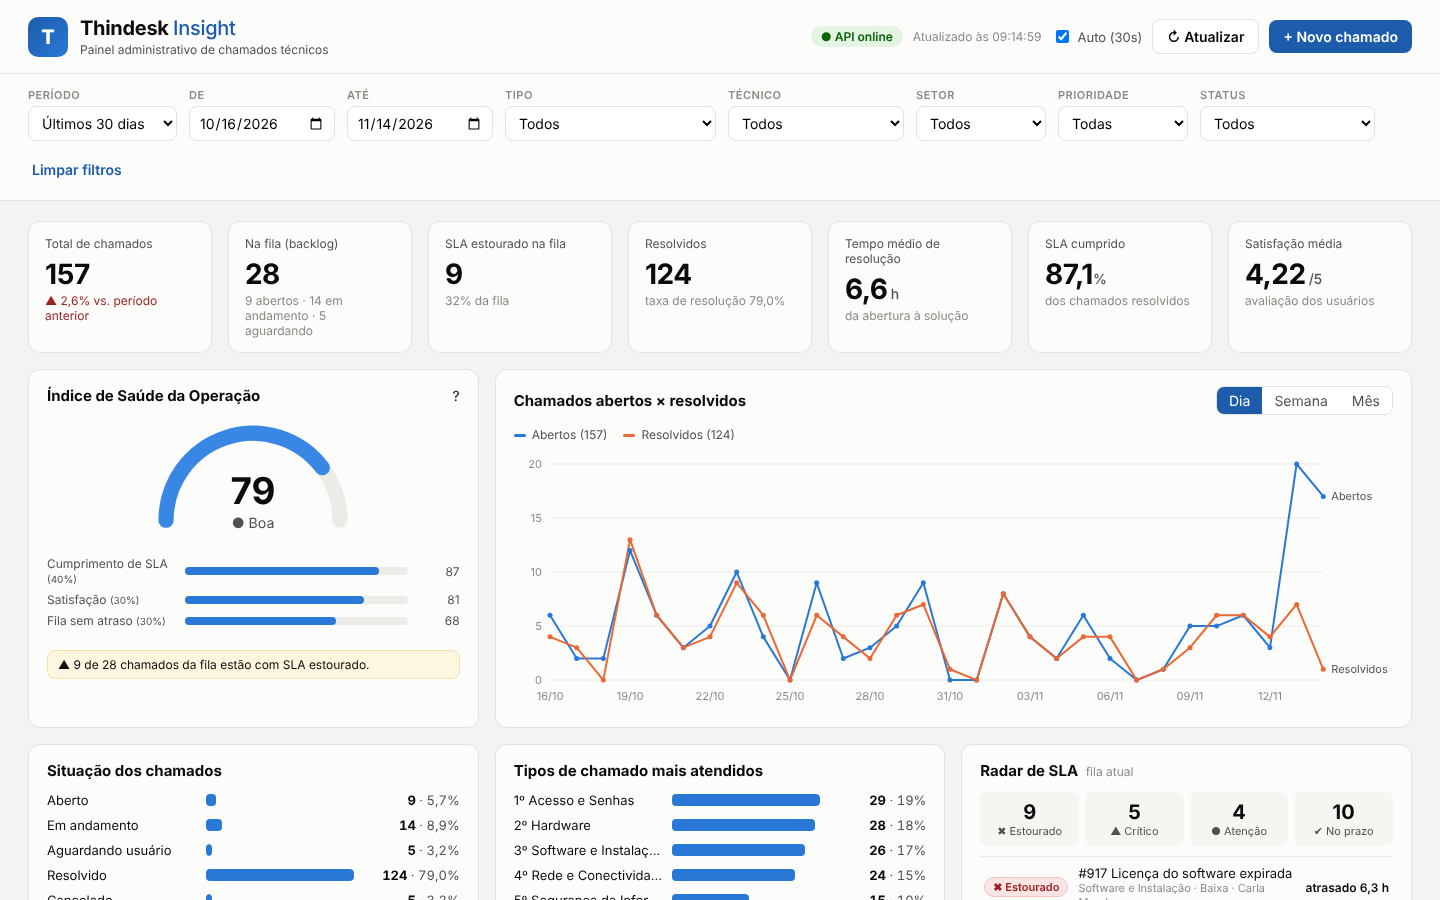 T
Thindesk Insight
Painel administrativo de chamados técnicos
● API online
Atualizado às 09:14:59
Auto (30s)
↻ Atualizar
+ Novo chamado
PERÍODO
Últimos 30 dias
DE
10/16/2026
ATÉ
11/14/2026
TIPO
Todos
TÉCNICO
Todos
SETOR
Todos
PRIORIDADE
Todas
STATUS
Todos
Limpar filtros
Total de chamados
157
▲ 2,6% vs. período
anterior
Na fila (backlog)
28
9 abertos · 14 em
andamento · 5
aguardando
SLA estourado na fila
9
32% da fila
Resolvidos
124
taxa de resolução 79,0%
Tempo médio de
resolução
6,6 h
da abertura à solução
SLA cumprido
87,1%
dos chamados resolvidos
Satisfação média
4,22 /5
avaliação dos usuários
Índice de Saúde da Operação
?
79
● Boa
Cumprimento de SLA
(40%)
87
Satisfação (30%)
81
Fila sem atraso (30%)
68
▲ 9 de 28 chamados da fila estão com SLA estourado.
Chamados abertos × resolvidos
Dia
Semana
Mês
Abertos (157)
Resolvidos (124)
20
15
10
5
0
Abertos
Resolvidos
16/10
19/10
22/10
25/10
28/10
31/10
03/11
06/11
09/11
12/11
Situação dos chamados
Aberto
9 · 5,7%
Em andamento
14 · 8,9%
Aguardando usuário
5 · 3,2%
Resolvido
124 · 79,0%
Cancelado
5 · 3,2%
Tipos de chamado mais atendidos
1º Acesso e Senhas
29 · 19%
2º Hardware
28 · 18%
3º Software e Instalaç...
26 · 17%
4º Rede e Conectivida...
24 · 15%
5º Segurança da Infor...
15 · 10%
Radar de SLA fila atual
9
✖ Estourado
5
▲ Crítico
4
● Atenção
10
✔ No prazo
✖ Estourado
#917 Licença do software expirada
Software e Instalação · Baixa · Carla
atrasado 6,3 h